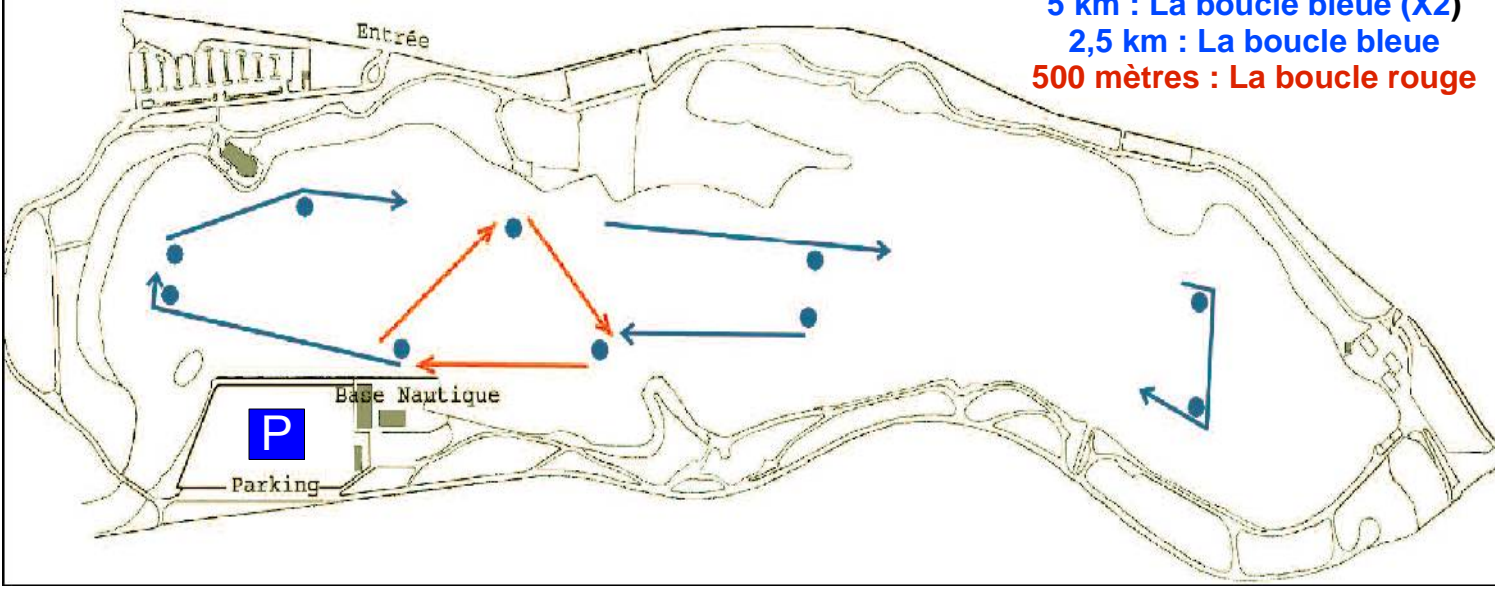 5 km : La boucle bleue (X2)
2,5 km : La boucle bleue
500 mètres : La boucle rouge
Entrée
Base Nautique
P
Parking